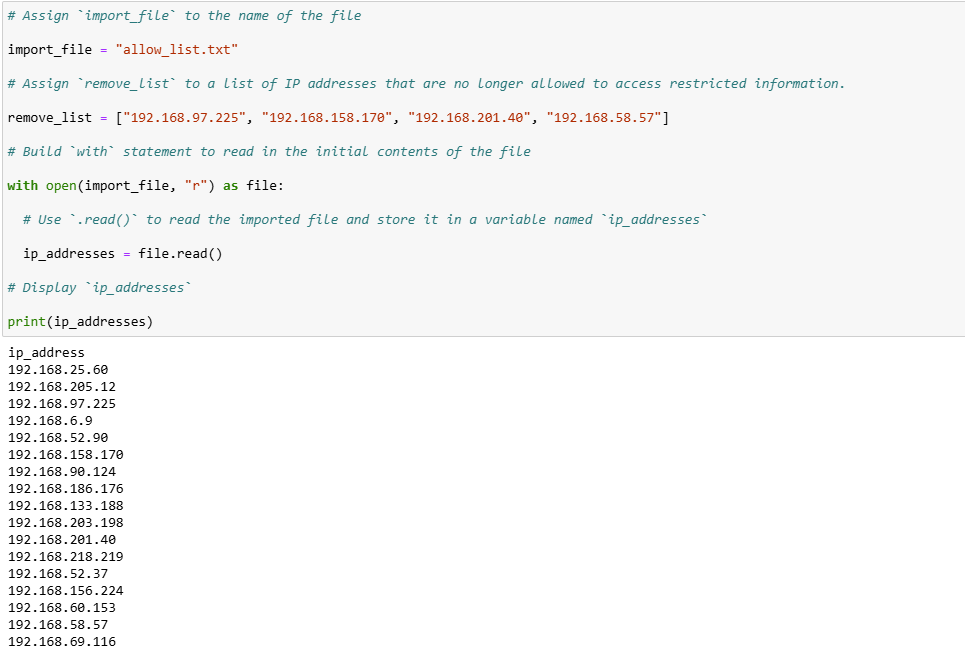 # Assign `import_file` to the name of the file
import_file = "allow_list.txt"
# Assign `remove_list` to a list of IP addresses that are no longer allowed to access restricted information.
remove_list = ["192.168.97.225", "192.168.158.170", "192.168.201.40", "192.168.58.57"]
# Build `with` statement to read in the initial contents of the file
with open(import_file, "r") as file:
# Use `.read()` to read the imported file and store it in a variable named `ip_addresses`
ip_addresses = file.read()
# Display `ip_addresses`
print(ip_addresses)
ip_address
192.168.25.60
192.168.205.12
192.168.97.225
192.168.6.9
192.168.52.90
192.168.158.170
192.168.90.124
192.168.186.176
192.168.133.188
192.168.203.198
192.168.201.40
192.168.218.219
192.168.52.37
192.168.156.224
192.168.60.153
192.168.58.57
192.168.69.116